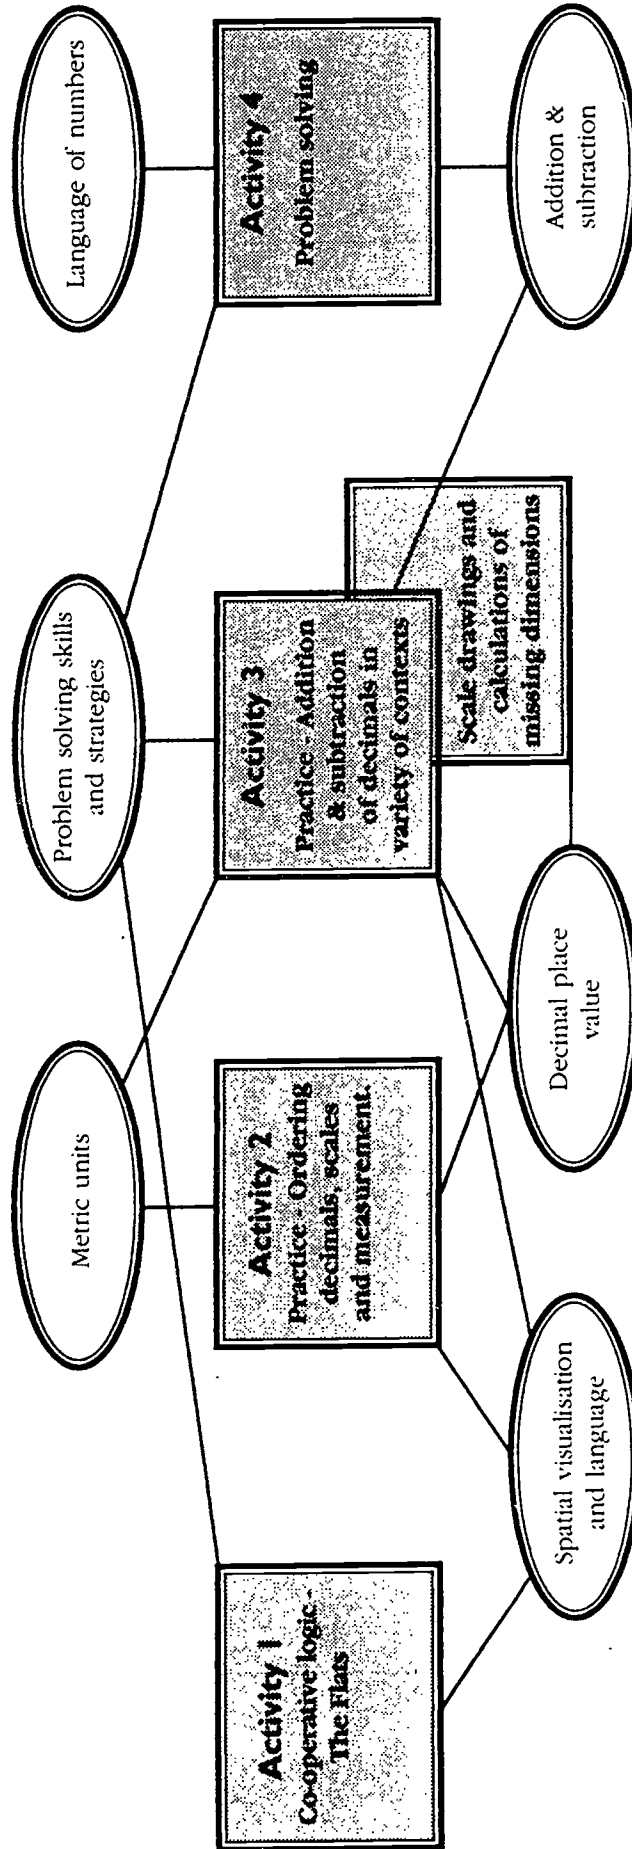 Metric units
Problem solving skills
and strategies
Language of numbers
Activity 1
Co-operative logic -
The Flats
Activity 2
Practice - Ordering
decimals, scales
and measurement.
Activity 3
Practice - Addition
& subtraction
of decimals in
variety of contexts
Scale drawings and
calculations of
missing dimensions
Activity 4
Problem solving
Spatial visualisation
and language
Decimal place
value
Addition &
subtraction